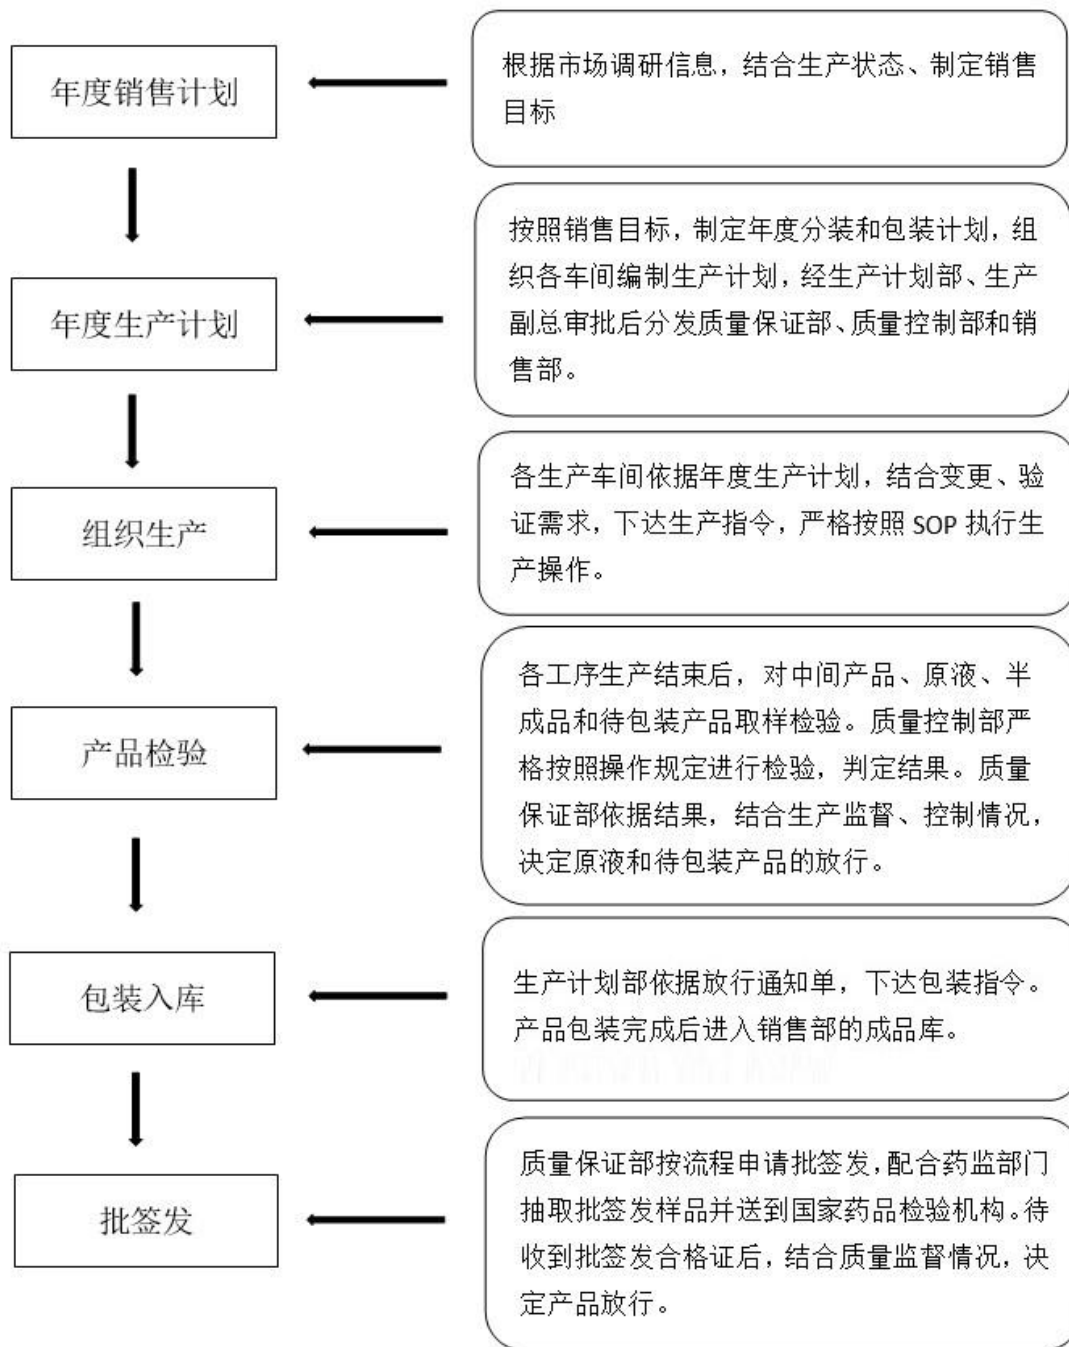 年度销售计划
根据市场调研信息，结合生产状态、制定销售
目标
年度生产计划
按照销售目标，制定年度分装和包装计划，组
织各车间编制生产计划，经生产计划部、生产
副总审批后分发质量保证部、质量控制部和销
售部。
组织生产
各生产车间依据年度生产计划，结合变更、验
证需求，下达生产指令，严格按照 SOP 执行生
产操作。
产品检验
各工序生产结束后，对中间产品、原液、半
成品和待包装产品取样检验。质量控制部严
格按照操作规定进行检验，判定结果。质量
保证部依据结果，结合生产监督、控制情况，
决定原液和待包装产品的放行。
包装入库
生产计划部依据放行通知单，下达包装指令。
产品包装完成后进入销售部的成品库。
批签发
质量保证部按流程申请批签发，配合药监部门
抽取批签发样品并送到国家药品检验机构。待
收到批签发合格证后，结合质量监督情况，决
定产品放行。